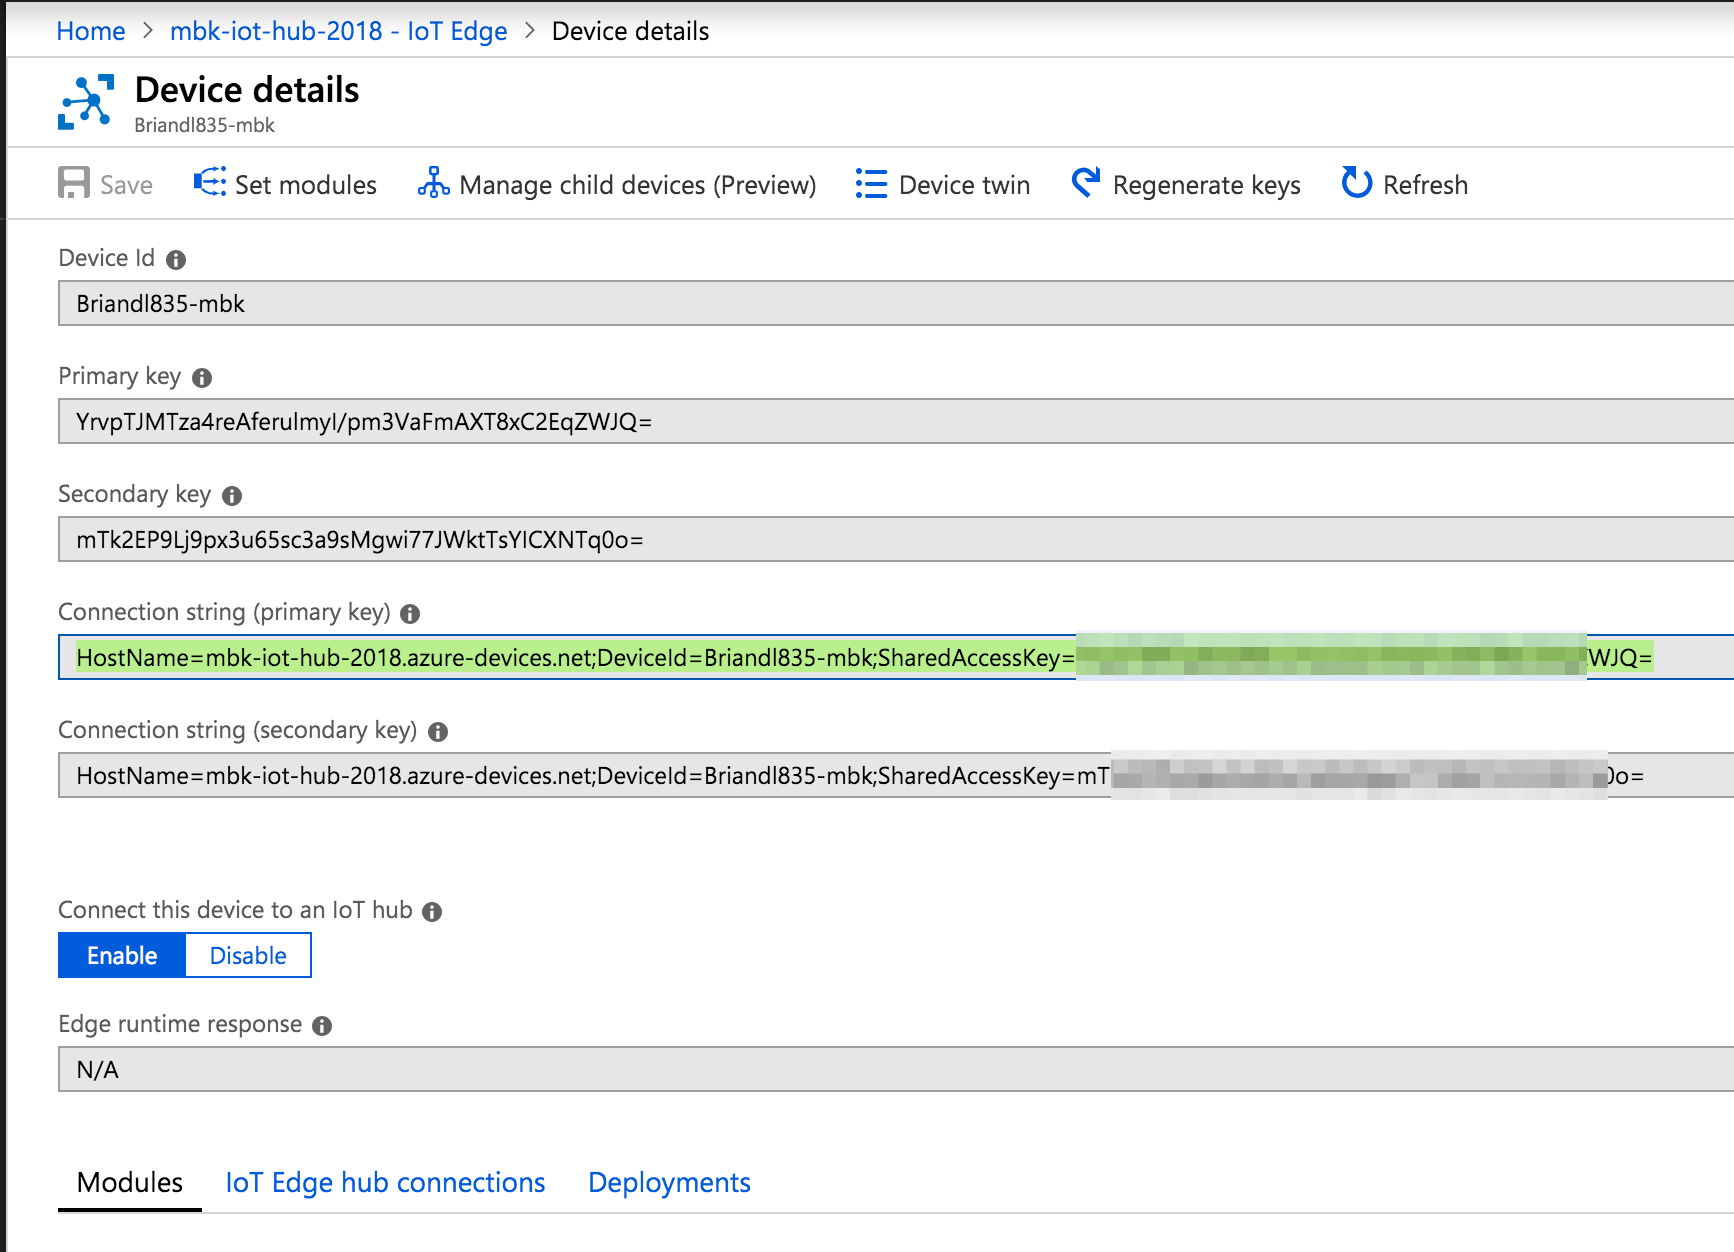 Home > mbk-iot-hub-2018 - IoT Edge > Device details
Device details
Briandl835-mbk
Save Set modules Manage child devices (Preview) Device twin Regenerate keys Refresh
Device Id
Briandl835-mbk
Primary key
YrvpTJMTza4reAferulmyI/pm3VaFmAXT8xC2EqZWJQ=
Secondary key
mTk2EP9Lj9px3u65sc3a9sMgwi77JWktTsYICXNTq0o=
Connection string (primary key)
HostName=mbk-iot-hub-2018.azure-devices.net;DeviceId=Briandl835-mbk;SharedAccessKey= WJQ=
Connection string (secondary key)
HostName=mbk-iot-hub-2018.azure-devices.net;DeviceId=Briandl835-mbk;SharedAccessKey=mT 0o=
Connect this device to an IoT hub
Enable Disable
Edge runtime response
N/A
Modules IoT Edge hub connections Deployments